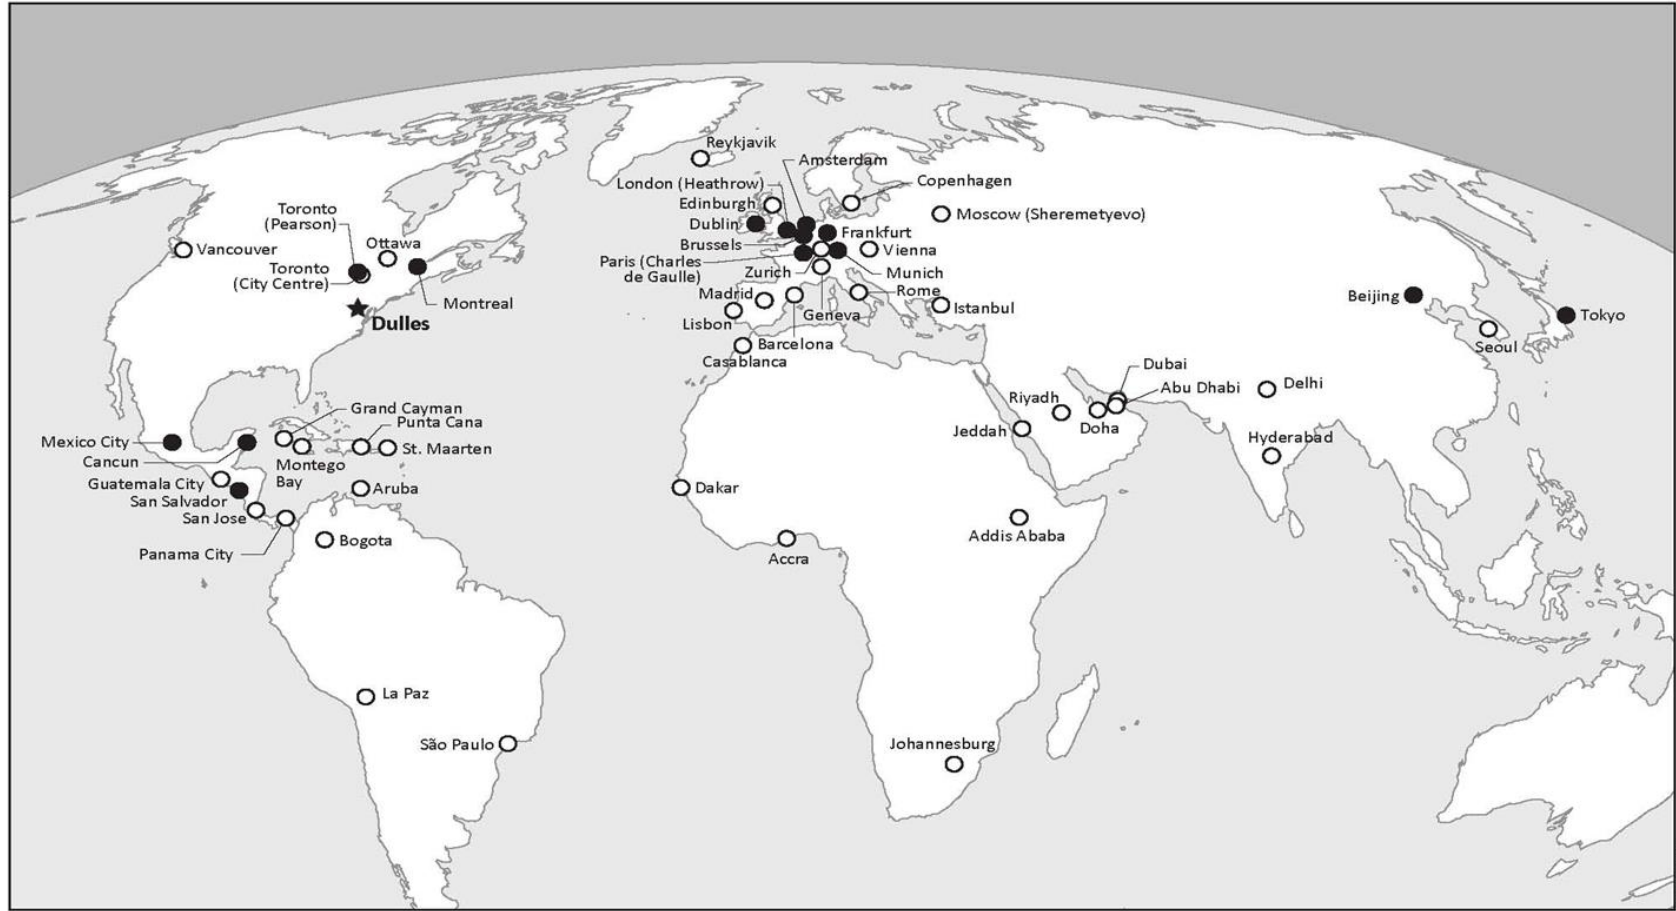 Reykjavik
Amsterdam
London (Heathrow)
Copenhagen
Edinburgh
Toronto
(Pearson)
Dublin
Moscow (Sheremetyevo)
Frankfurt
Vancouver
Ottawa
Brussels
Vienna
Paris (Charles
de Gaulle)
Toronto
(City Centre)
Zurich
Munich
Madrid
Rome
Beijing
Montreal
Istanbul
Geneva
Tokyo
Dulles
Lisbon
Barcelona
Seoul
Casablanca
Dubai
Abu Dhabi
Delhi
Riyadh
Grand Cayman
Punta Cana
Doha
Jeddah
Mexico City
Hyderabad
St. Maarten
Cancun
Montego
Bay
Guatemala City
Aruba
Dakar
San Salvador
San Jose
Addis Ababa
Bogota
Panama City
Accra
La Paz
São Paulo
Johannesburg